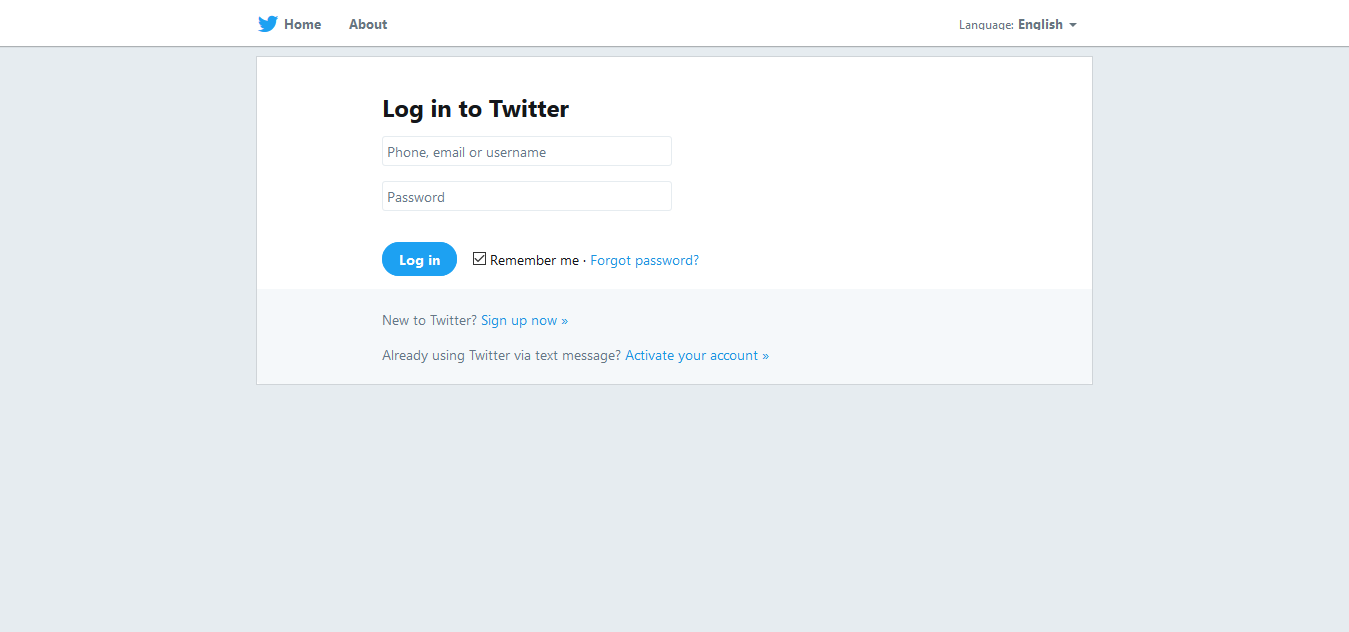 Home About Language: English
Log in to Twitter
Phone, email or username
Password
Log in Remember me · Forgot password?
New to Twitter? Sign up now »
Already using Twitter via text message? Activate your account »